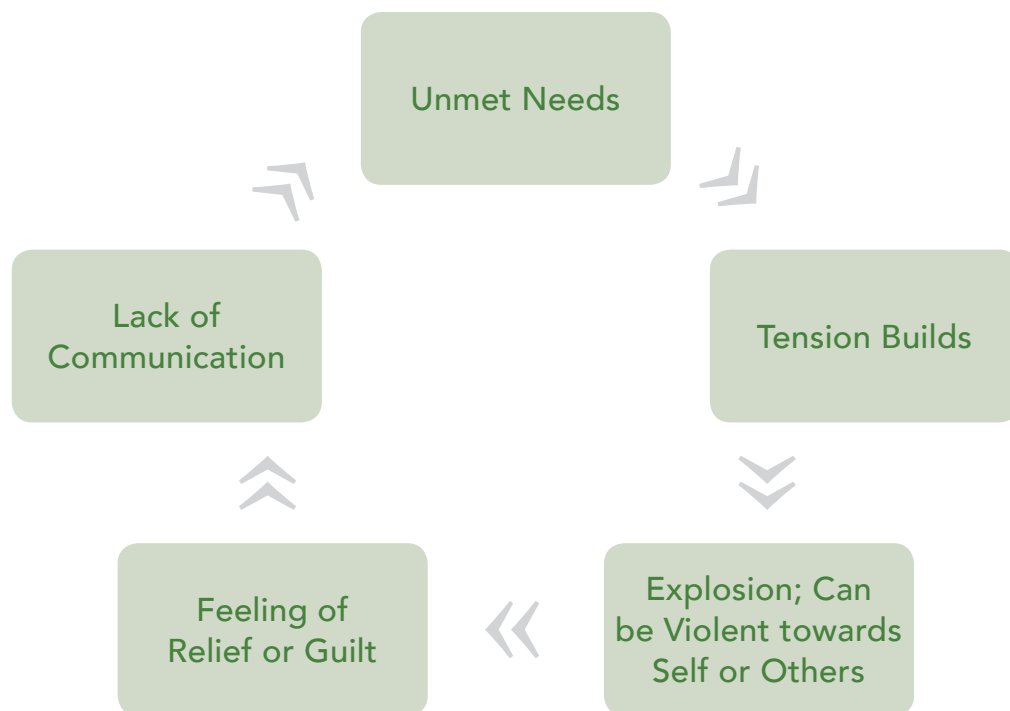 Unmet Needs
Tension Builds
Explosion; Can
be Violent towards
Self or Others
Feeling of
Relief or Guilt
Lack of
Communication